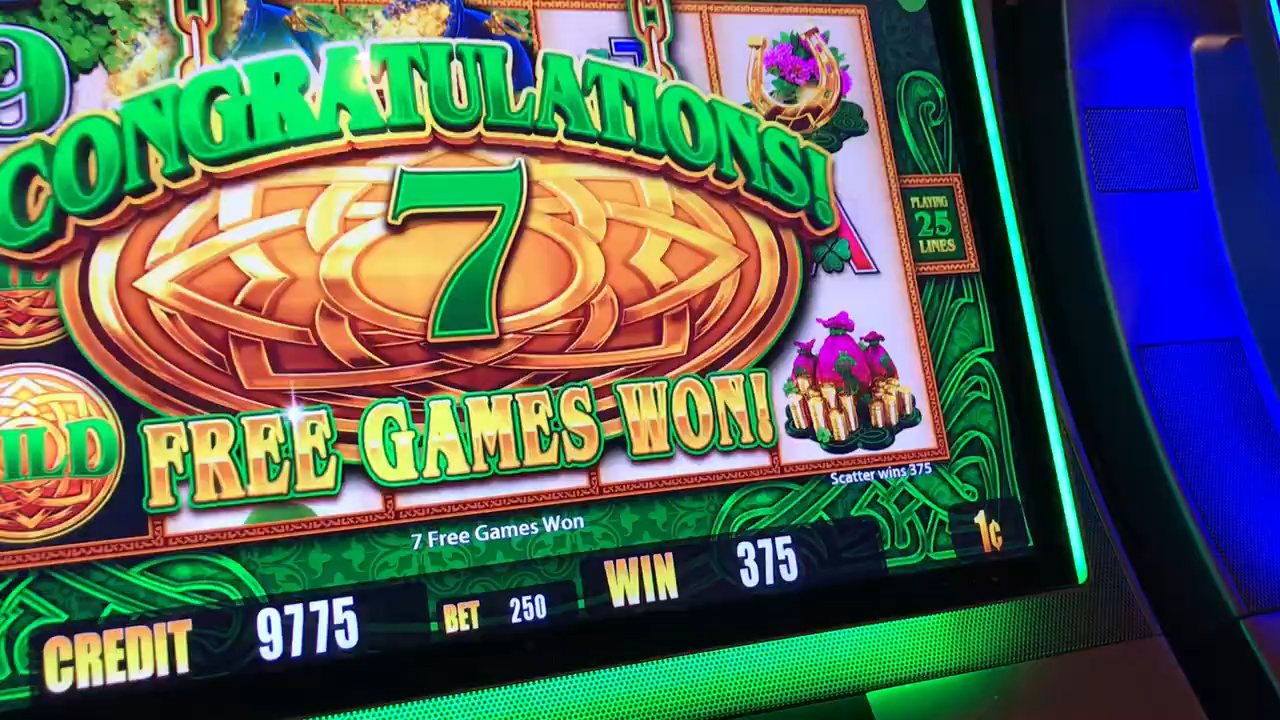 9
CONGRATULATIONS!
7
PLAYING
25
LINES
FREE GAMES WON!
Scatter wins 375
7 Free Games Won
1¢
CREDIT 9775 BET 250 WIN 375